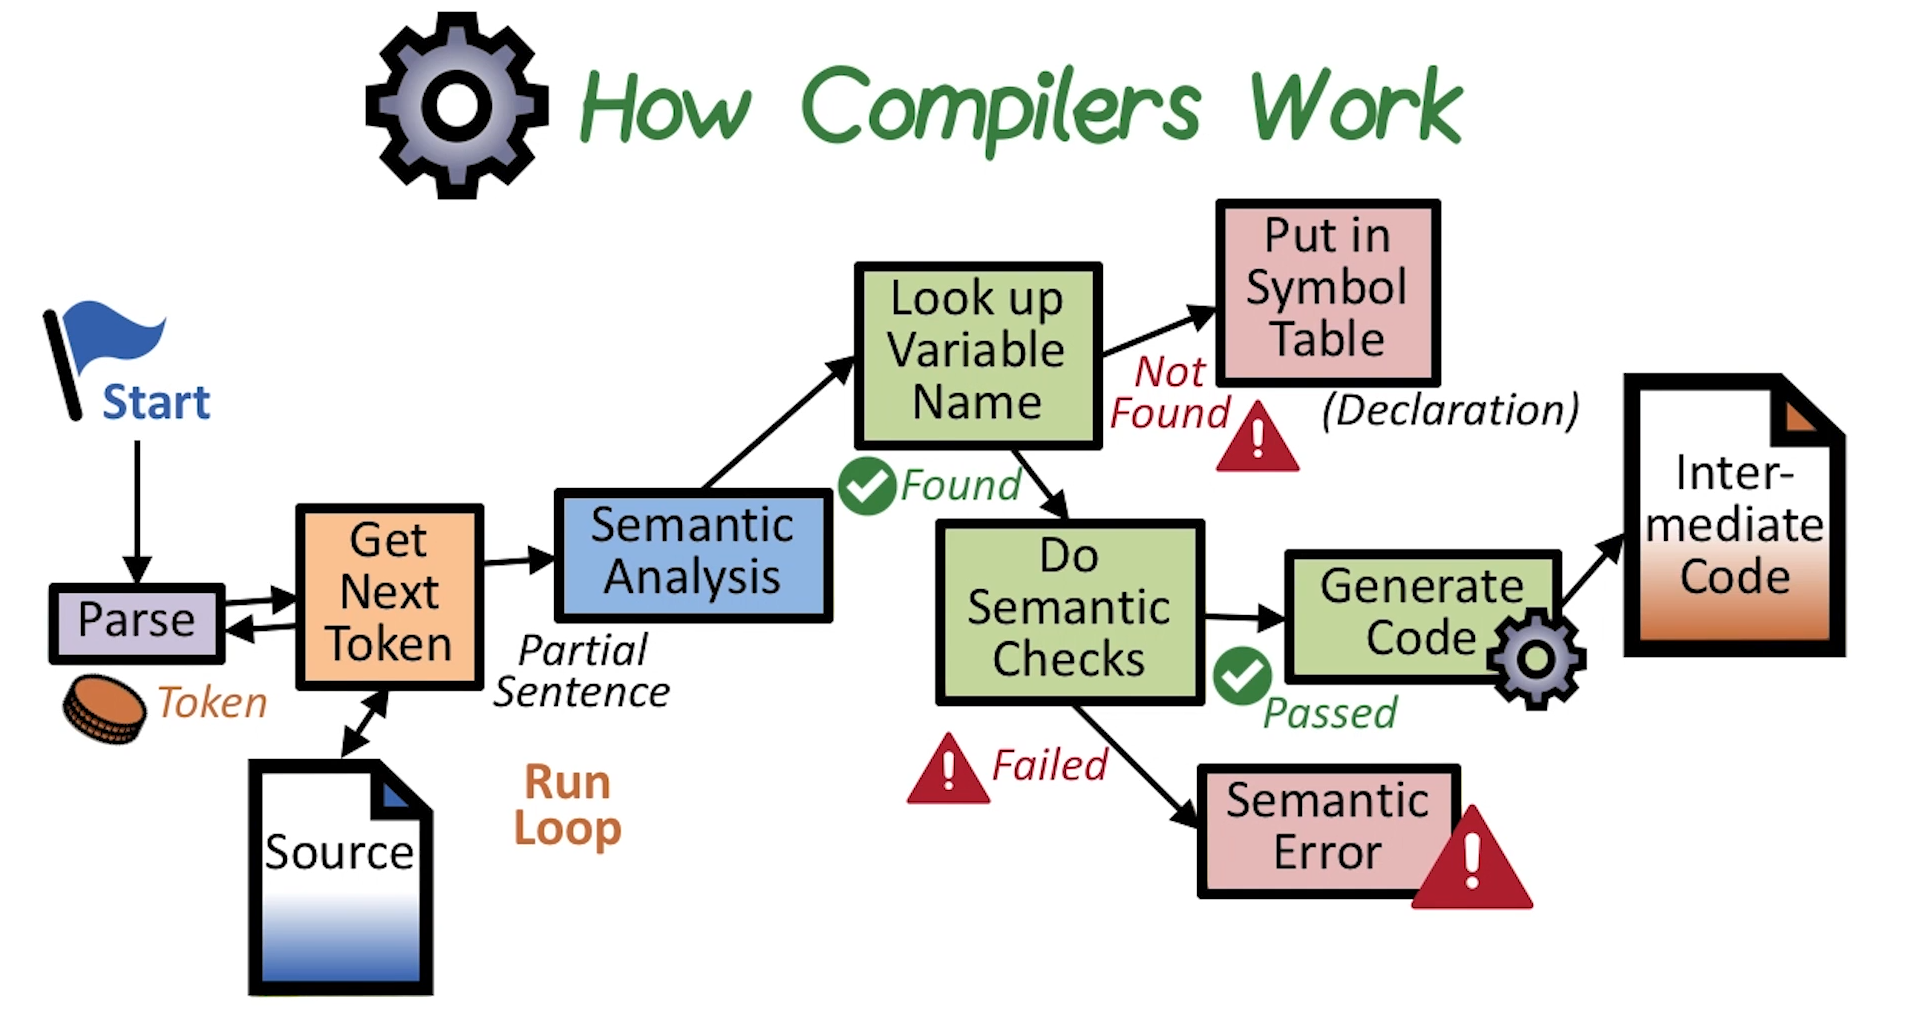 How Compilers Work
Start
Parse
Token
Get
Next
Token
Source
Run
Loop
Semantic
Analysis
Partial
Sentence
Look up
Variable
Name
Not
Found
Put in
Symbol
Table
(Declaration)
Found
Do
Semantic
Checks
Failed
Semantic
Error
Passed
Generate
Code
Inter-
mediate
Code